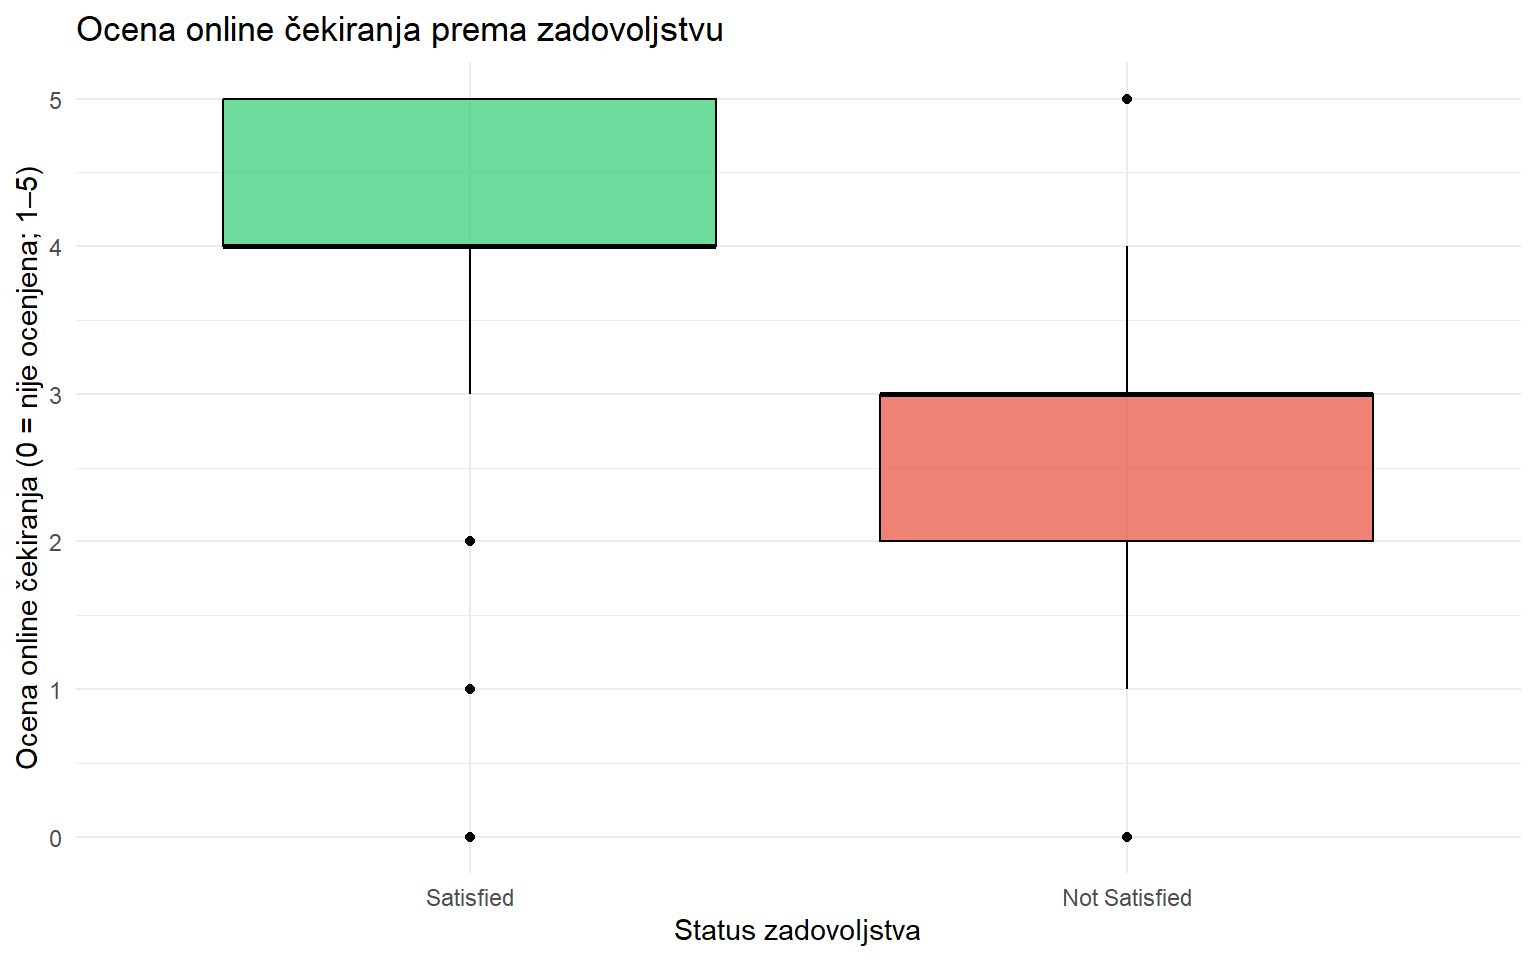 Ocena online čekiranja prema zadovoljstvu
Ocena online čekiranja (0 = nije ocenjena; 1–5)
5
4
3
2
1
0
Satisfied
Not Satisfied
Status zadovoljstva